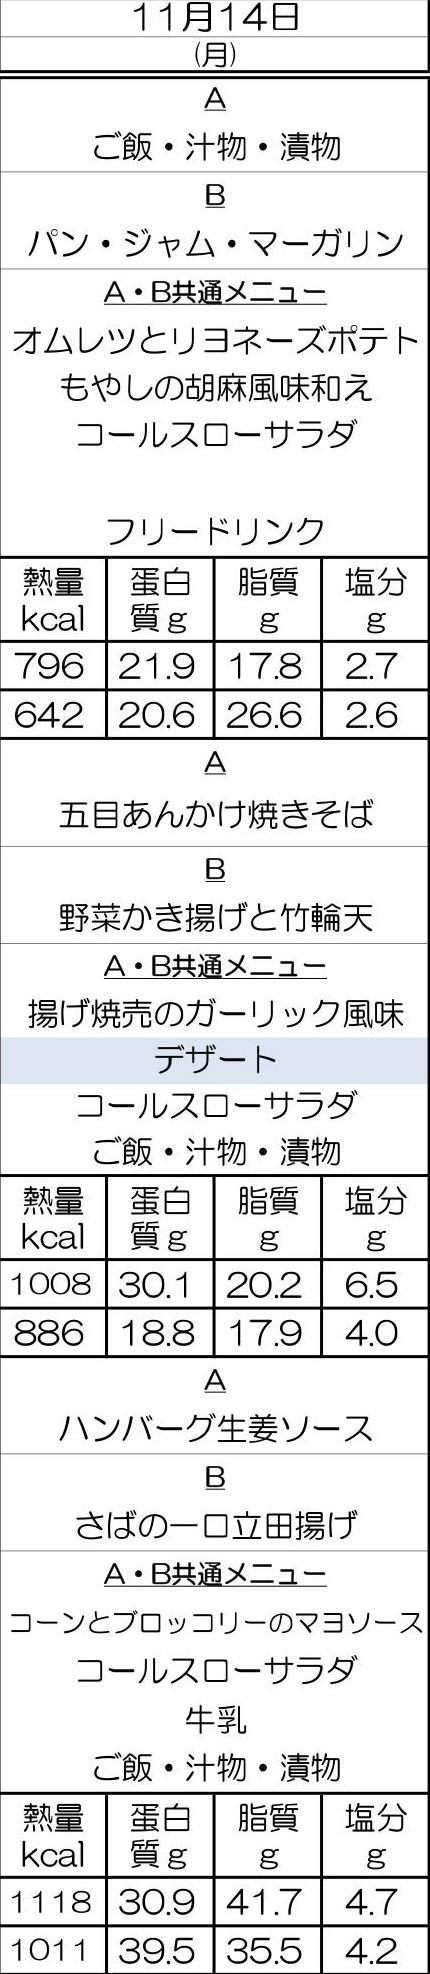 11月14日
(月)
A
ご飯・汁物・漬物
B
パン・ジャム・マーガリン
A・B共通メニュー
オムレツとリヨネーズポテト
もやしの胡麻風味和え
コールスローサラダ
フリードリンク
熱量 蛋白 脂質 塩分
kcal 質g g g
796 21.9 17.8 2.7
642 20.6 26.6 2.6
A
五目あんかけ焼きそば
B
野菜かき揚げと竹輪天
A・B共通メニュー
揚げ焼売のガーリック風味
デザート
コールスローサラダ
ご飯・汁物・漬物
熱量 蛋白 脂質 塩分
kcal 質g g g
1008 30.1 20.2 6.5
886 18.8 17.9 4.0
A
ハンバーグ生姜ソース
B
さばの一口立田揚げ
A・B共通メニュー
コーンとブロッコリーのマヨソース
コールスローサラダ
牛乳
ご飯・汁物・漬物
熱量 蛋白 脂質 塩分
kcal 質g g g
1118 30.9 41.7 4.7
1011 39.5 35.5 4.2